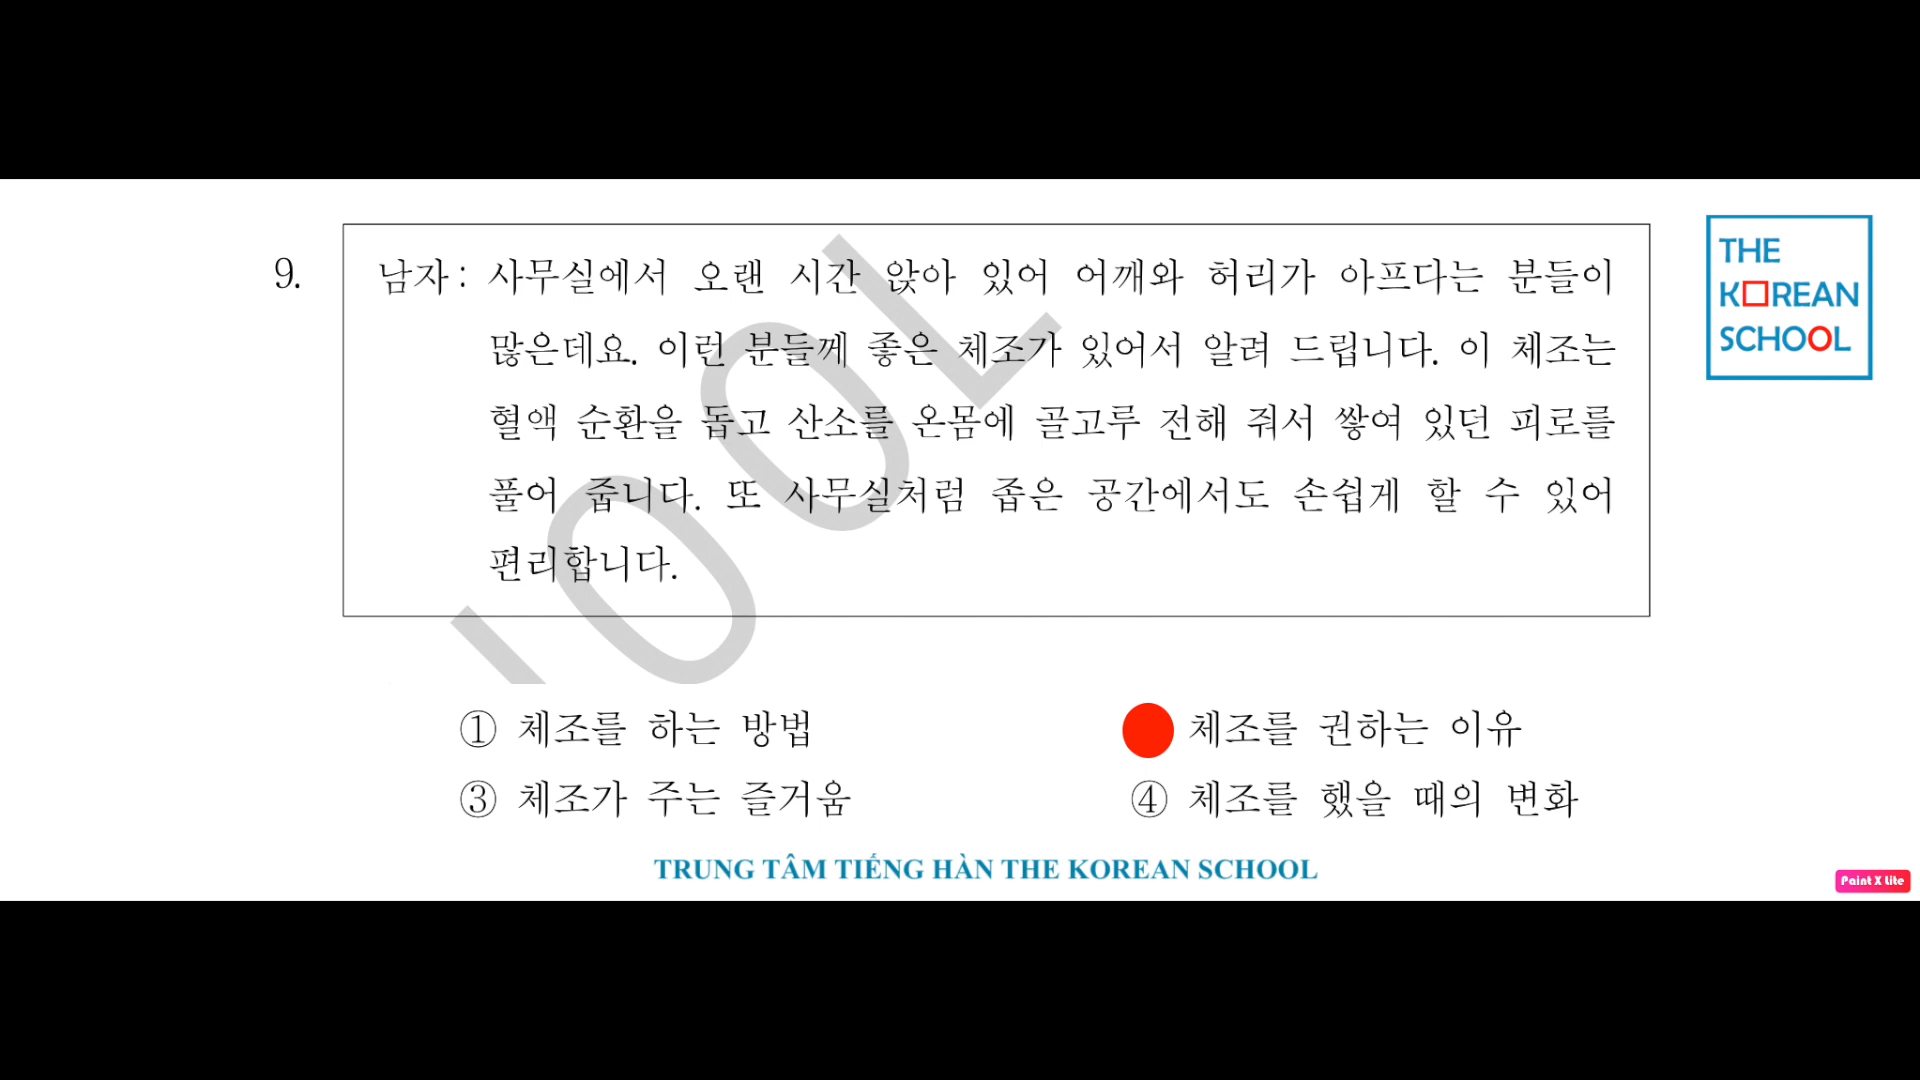 9.
남자 : 사무실에서 오랜 시간 앉아 있어 어깨와 허리가 아프다는 분들이
많은데요. 이런 분들께 좋은 체조가 있어서 알려 드립니다. 이 체조는
혈액 순환을 돕고 산소를 온몸에 골고루 전해 줘서 쌓여 있던 피로를
풀어 줍니다. 또 사무실처럼 좁은 공간에서도 손쉽게 할 수 있어
편리합니다.
THE
KOREAN
SCHOOL
OOL
① 체조를 하는 방법
체조를 권하는 이유
③ 체조가 주는 즐거움
④ 체조를 했을 때의 변화
TRUNG TÂM TIẾNG HÀN THE KOREAN SCHOOL
Paint X Lite